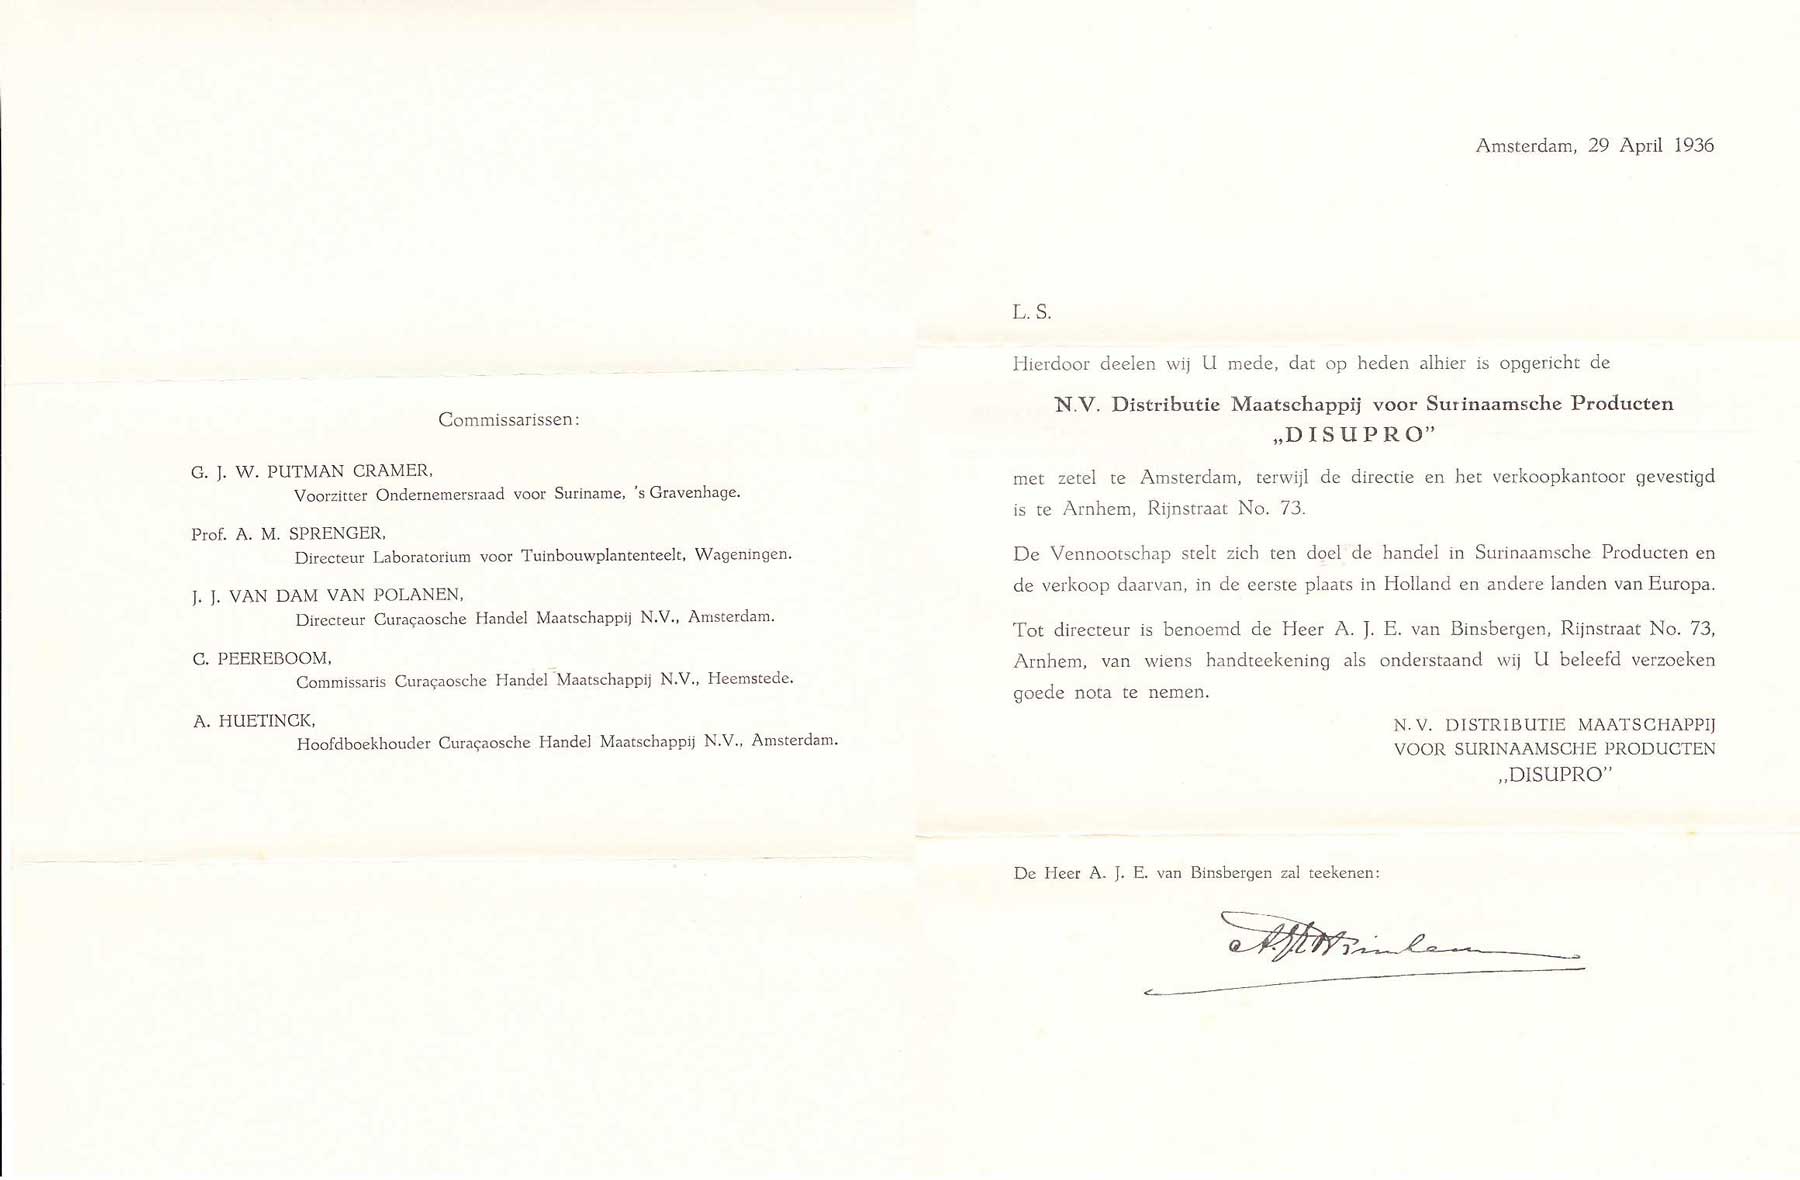 Commissarissen:
G. J. W. PUTMAN CRAMER,
Voorzitter Ondernemersraad voor Suriname, 's Gravenhage.
Prof. A. M. SPRENGER,
Directeur Laboratorium voor Tuinbouwplantenteelt, Wageningen.
J. J. VAN DAM VAN POLANEN,
Directeur Curaçaosche Handel Maatschappij N.V., Amsterdam.
C. PEEREBOOM,
Commissaris Curaçaosche Handel Maatschappij N.V., Heemstede.
A. HUETINCK,
Hoofdboekhouder Curaçaosche Handel Maatschappij N.V., Amsterdam.
Amsterdam, 29 April 1936
L. S.
Hierdoor deelen wij U mede, dat op heden alhier is opgericht de
N.V. Distributie Maatschappij voor Surinaamsche Producten
„DISUPRO”
met zetel te Amsterdam, terwijl de directie en het verkoopkantoor gevestigd
is te Arnhem, Rijnstraat No. 73.
De Vennootschap stelt zich ten doel de handel in Surinaamsche Producten en
de verkoop daarvan, in de eerste plaats in Holland en andere landen van Europa.
Tot directeur is benoemd de Heer A. J. E. van Binsbergen, Rijnstraat No. 73,
Arnhem, van wiens handteekening als onderstaand wij U beleefd verzoeken
goede nota te nemen.
N.V. DISTRIBUTIE MAATSCHAPPIJ
VOOR SURINAAMSCHE PRODUCTEN
„DISUPRO”
De Heer A. J. E. van Binsbergen zal teekenen: